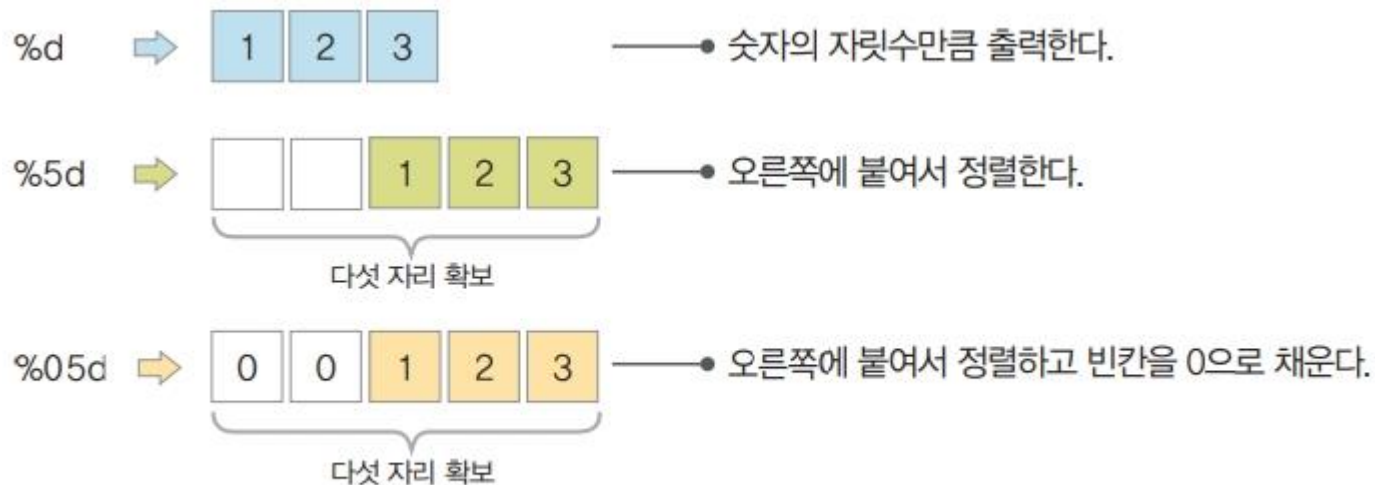 %d 1 2 3 숫자의 자릿수만큼 출력한다.
%5d 1 2 3 오른쪽에 붙여서 정렬한다.
다섯 자리 확보
%05d 0 0 1 2 3 오른쪽에 붙여서 정렬하고 빈칸을 0으로 채운다.
다섯 자리 확보